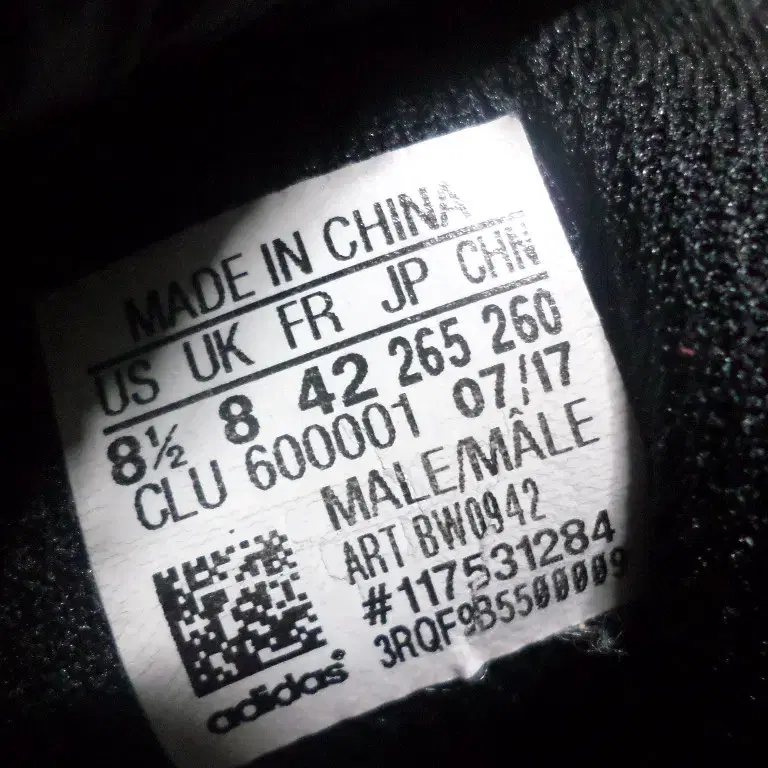 MADE IN CHINA
US UK FR JP CHN
8½ 8 42 265 260
CLU 600001 07/17
MALE/MÂLE
ART BW0942
#117531284
3RQF9B5500009
adidas